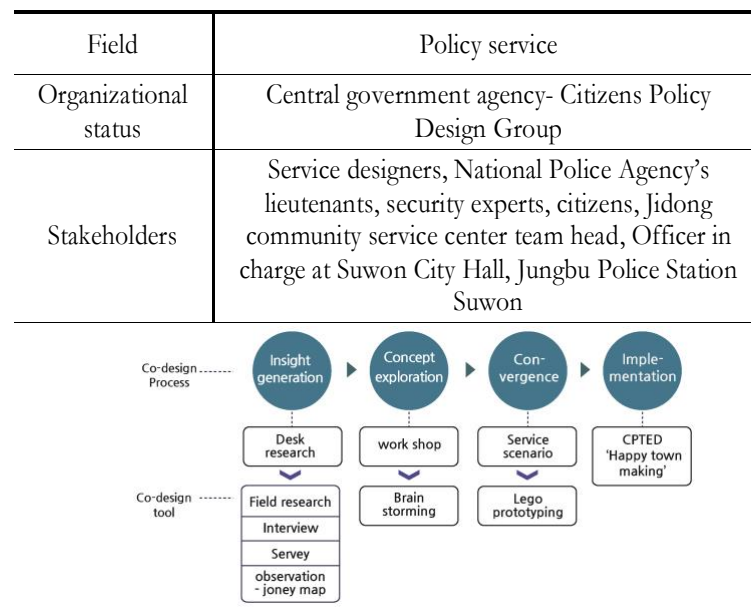 Field
Policy service
Organizational
status
Central government agency- Citizens Policy
Design Group
Stakeholders
Service designers, National Police Agency's
lieutenants, security experts, citizens, Jidong
community service center team head, Officer in
charge at Suwon City Hall, Jungbu Police Station
Suwon
Co-design
Process
Insight
generation
Concept
exploration
Con-
vergence
Imple-
mentation
Desk
research
work shop
Service
scenario
CPTED
'Happy town
making'
Co-design
tool
Field research
Interview
Servey
observation
- joney map
Brain
storming
Lego
prototyping